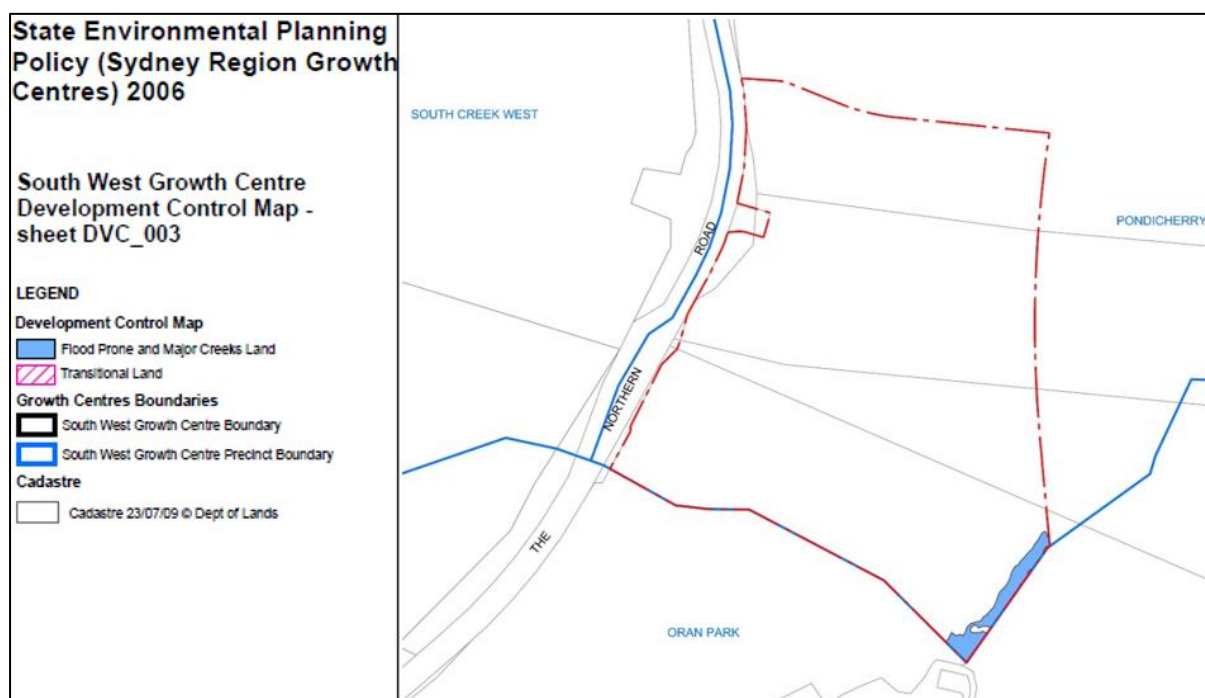 State Environmental Planning
Policy (Sydney Region Growth
Centres) 2006
South West Growth Centre
Development Control Map -
sheet DVC_003
LEGEND
Development Control Map
Flood Prone and Major Creeks Land
Transitional Land
Growth Centres Boundaries
South West Growth Centre Boundary
South West Growth Centre Precinct Boundary
Cadastre
Cadastre 23/07/09 © Dept of Lands
SOUTH CREEK WEST
PONDICHERRY
THE NORTHERN ROAD
ORAN PARK